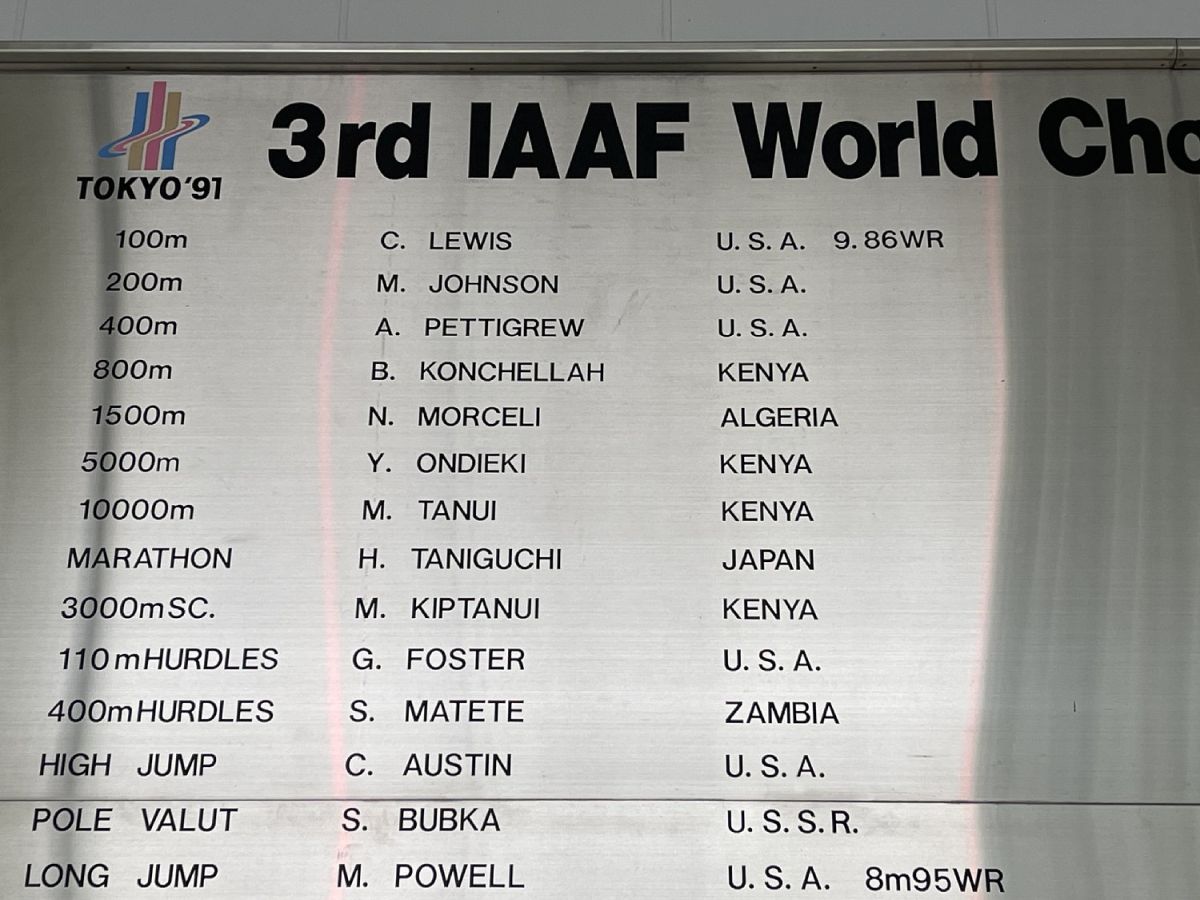 3rd IAAF World Cho
TOKYO'91
100m C. LEWIS U.S.A. 9.86WR
200m M. JOHNSON U.S.A.
400m A. PETTIGREW U.S.A.
800m B. KONCHELLAH KENYA
1500m N. MORCELI ALGERIA
5000m Y. ONDIEKI KENYA
10000m M. TANUI KENYA
MARATHON H. TANIGUCHI JAPAN
3000mSC. M. KIPTANUI KENYA
110mHURDLES G. FOSTER U.S.A.
400mHURDLES S. MATETE ZAMBIA
HIGH JUMP C. AUSTIN U.S.A.
POLE VALUT S. BUBKA U.S.S.R.
LONG JUMP M. POWELL U.S.A. 8m95WR